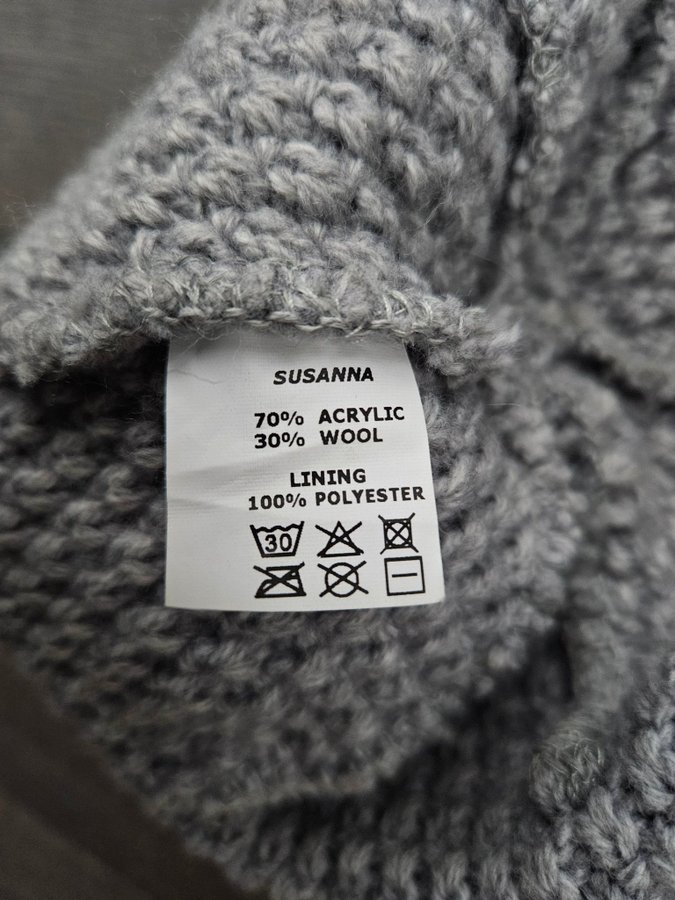 SUSANNA
70% ACRYLIC
30% WOOL
LINING
100% POLYESTER
30